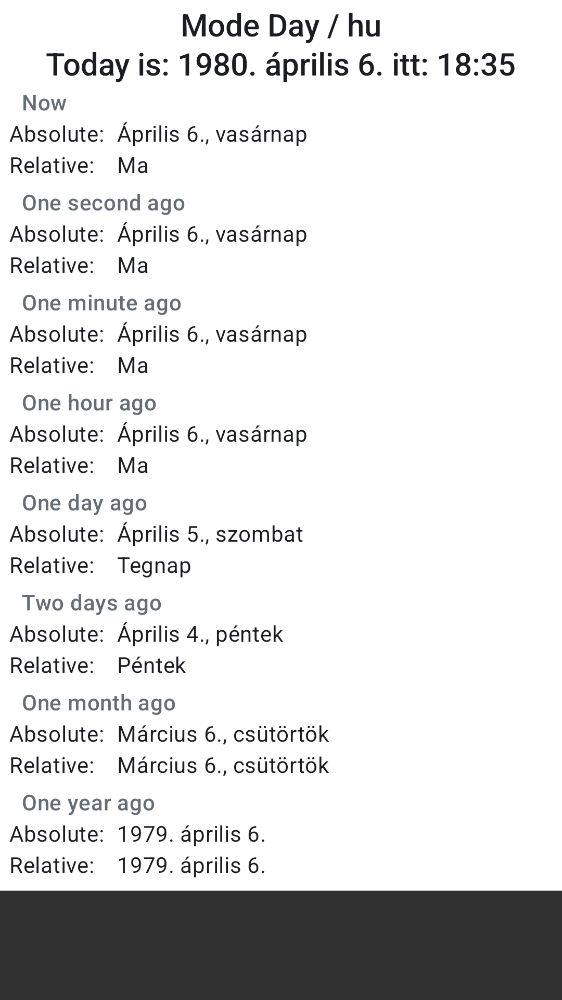 Mode Day / hu
Today is: 1980. április 6. itt: 18:35
Now
Absolute: Április 6., vasárnap
Relative: Ma
One second ago
Absolute: Április 6., vasárnap
Relative: Ma
One minute ago
Absolute: Április 6., vasárnap
Relative: Ma
One hour ago
Absolute: Április 6., vasárnap
Relative: Ma
One day ago
Absolute: Április 5., szombat
Relative: Tegnap
Two days ago
Absolute: Április 4., péntek
Relative: Péntek
One month ago
Absolute: Március 6., csütörtök
Relative: Március 6., csütörtök
One year ago
Absolute: 1979. április 6.
Relative: 1979. április 6.